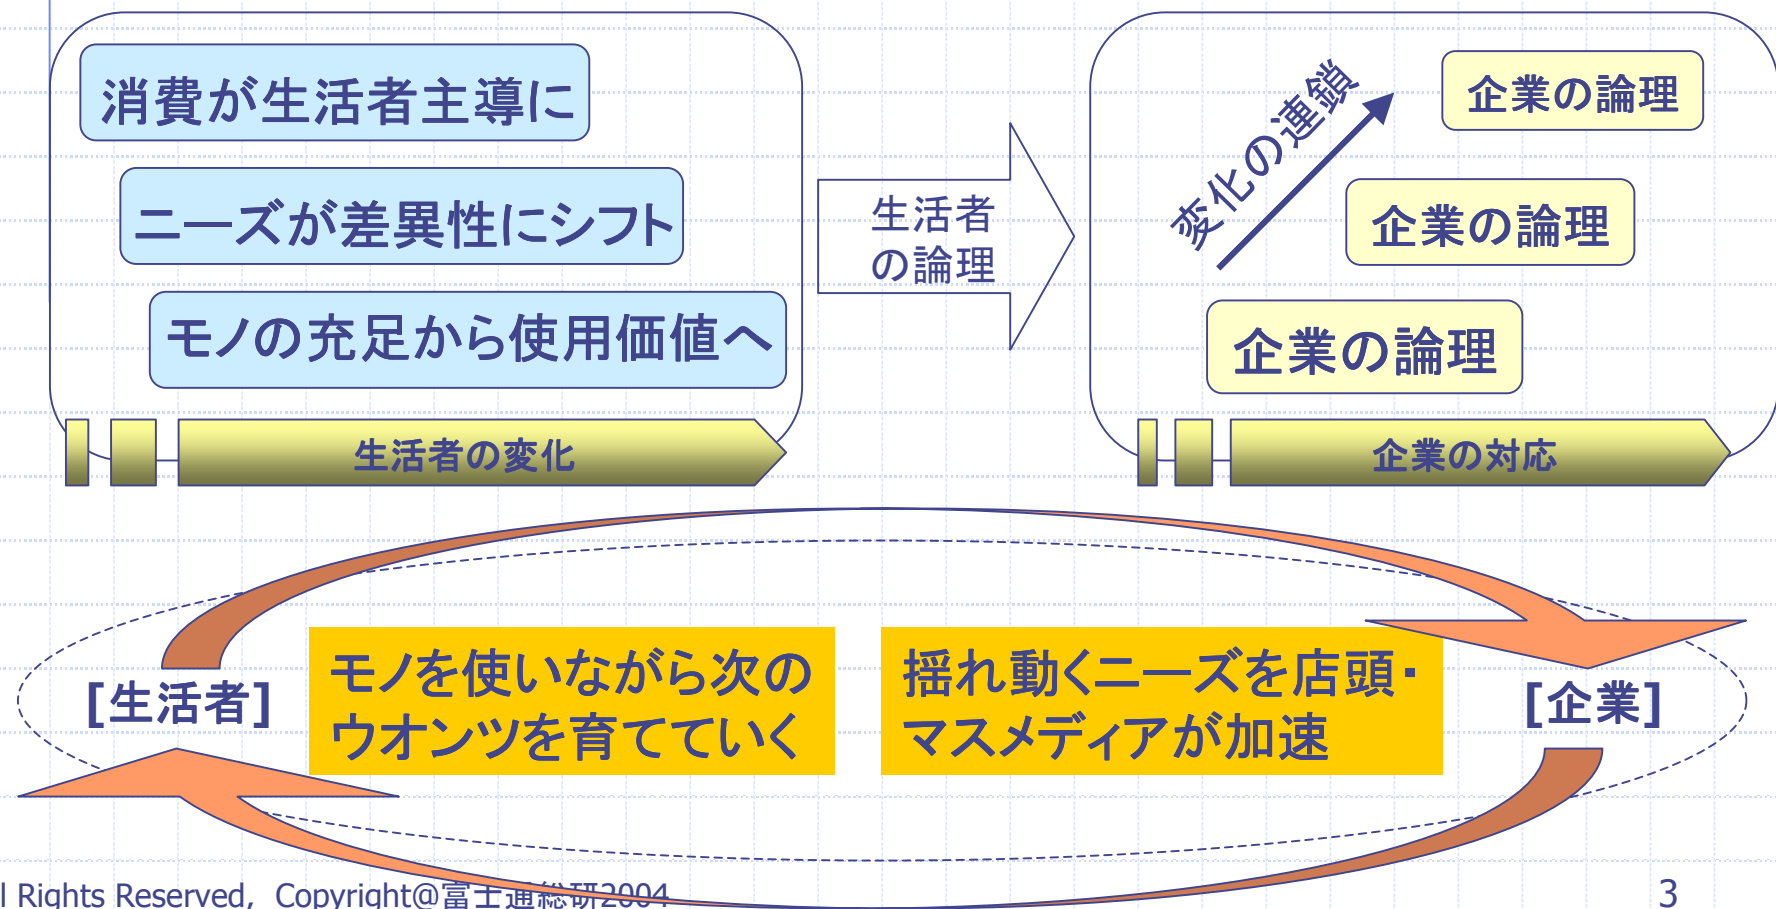 消費が生活者主導に
ニーズが差異性にシフト
モノの充足から使用価値へ
生活者の変化
生活者
の論理
変化の連鎖
企業の論理
企業の論理
企業の論理
企業の対応
[生活者]
モノを使いながら次の
ウオンツを育てていく
揺れ動くニーズを店頭・
マスメディアが加速
[企業]
l Rights Reserved, Copyright@富士通総研2004
3